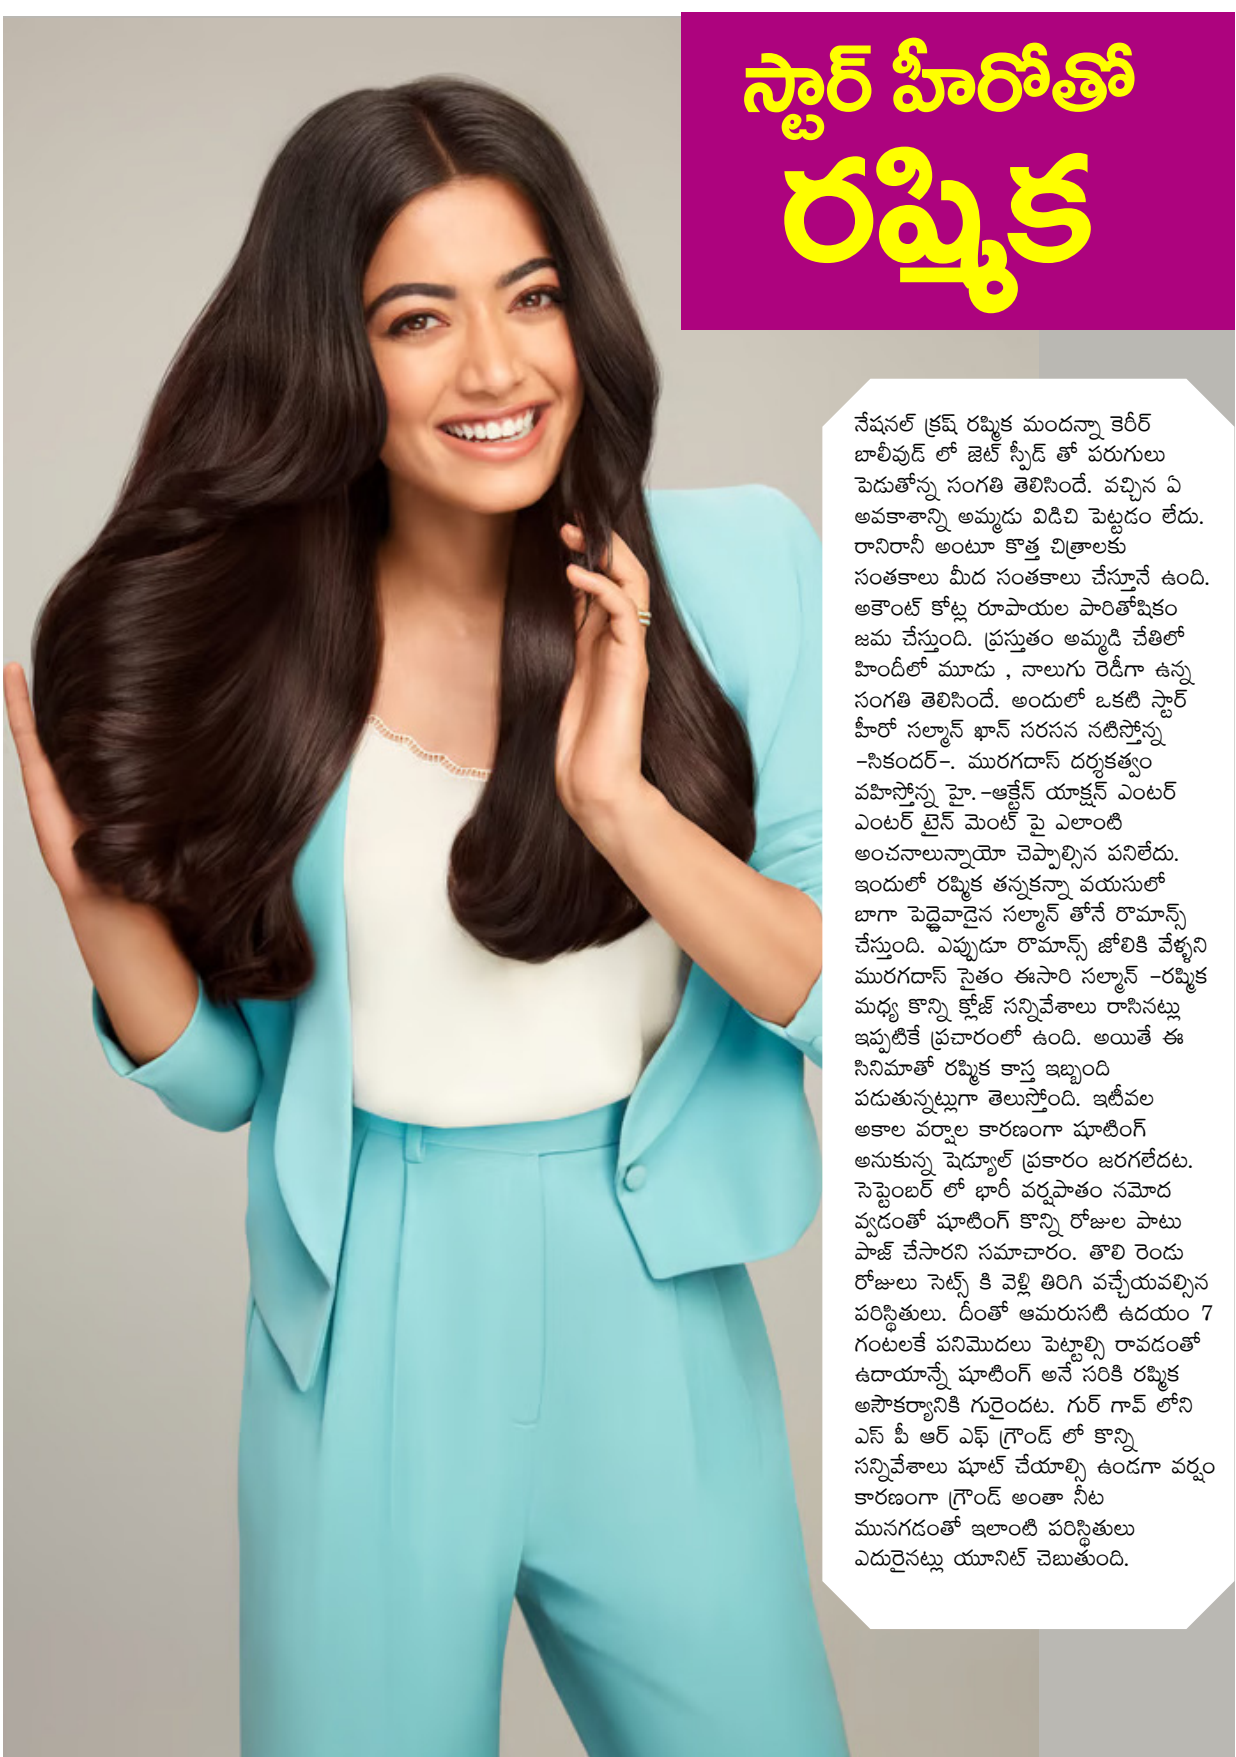 స్టార్ హీరోతో
రష్మిక
నేషనల్ క్రష్ రష్మిక మందన్నా కెరీర్
బాలీవుడ్ లో జెట్ స్పీడ్ తో పరుగులు
పెడుతోన్న సంగతి తెలిసిందే. వచ్చిన ఏ
అవకాశాన్ని అమ్మడు విడిచి పెట్టడం లేదు.
రానిరానీ అంటూ కొత్త చిత్రాలకు
సంతకాలు మీద సంతకాలు చేస్తూనే ఉంది.
అకౌంట్ కోట్ల రూపాయల పారితోషికం
జమ చేస్తుంది. ప్రస్తుతం అమ్మడి చేతిలో
హిందీలో మూడు , నాలుగు రెడీగా ఉన్న
సంగతి తెలిసిందే. అందులో ఒకటి స్టార్
హీరో సల్మాన్ ఖాన్ సరసన నటిస్తోన్న
-సికందర్-. మురగదాస్ దర్శకత్వం
వహిస్తోన్న హై.-ఆక్టేన్ యాక్షన్ ఎంటర్
ఎంటర్ టైన్ మెంట్ పై ఎలాంటి
అంచనాలున్నాయో చెప్పాల్సిన పనిలేదు.
ఇందులో రష్మిక తన్నకన్నా వయసులో
బాగా పెద్దైవాడైన సల్మాన్ తోనే రొమాన్స్
చేస్తుంది. ఎప్పుడూ రొమాన్స్ జోలికి వేళ్ళని
మురగదాస్ సైతం ఈసారి సల్మాన్ -రష్మిక
మధ్య కొన్ని క్లోజ్ సన్నివేశాలు రాసినట్లు
ఇప్పటికే ప్రచారంలో ఉంది. అయితే ఈ
సినిమాతో రష్మిక కాస్త ఇబ్బంది
పడుతున్నట్లుగా తెలుస్తోంది. ఇటీవల
అకాల వర్షాల కారణంగా షూటింగ్
అనుకున్న షెడ్యూల్ ప్రకారం జరగలేదట.
సెప్టెంబర్ లో భారీ వర్షపాతం నమోద
వ్వడంతో షూటింగ్ కొన్ని రోజుల పాటు
పాజ్ చేసారని సమాచారం. తొలి రెండు
రోజులు సెట్స్ కి వెళ్లి తిరిగి వచ్చేయవల్సిన
పరిస్థితులు. దీంతో ఆమరుసటి ఉదయం 7
గంటలకే పనిమొదలు పెట్టాల్సి రావడంతో
ఉదాయాన్నే షూటింగ్ అనే సరికి రష్మిక
అసౌకర్యానికి గురైందట. గుర్ గావ్ లోని
ఎస్ పీ ఆర్ ఎఫ్ గ్రౌండ్ లో కొన్ని
సన్నివేశాలు షూట్ చేయాల్సి ఉండగా వర్షం
కారణంగా గ్రౌండ్ అంతా నీట
మునగడంతో ఇలాంటి పరిస్థితులు
ఎదురైనట్లు యూనిట్ చెబుతుంది.